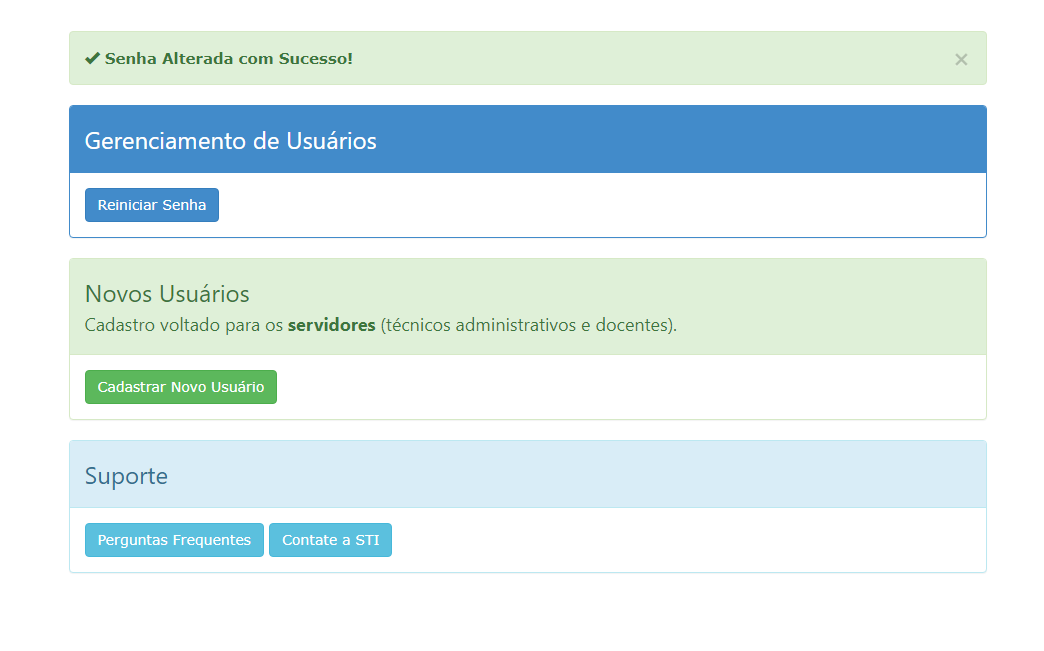 Senha Alterada com Sucesso!
Gerenciamento de Usuários
Reiniciar Senha
Novos Usuários
Cadastro voltado para os servidores (técnicos administrativos e docentes).
Cadastrar Novo Usuário
Suporte
Perguntas Frequentes Contate a STI